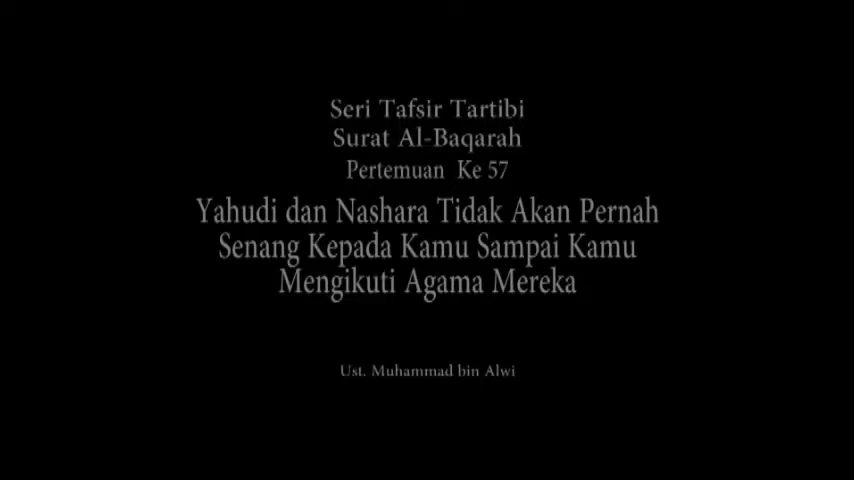 Seri Tafsir Tartibi
Surat Al-Baqarah
Pertemuan Ke 57
Yahudi dan Nashara Tidak Akan Pernah
Senang Kepada Kamu Sampai Kamu
Mengikuti Agama Mereka
Ust. Muhammad bin Alwi